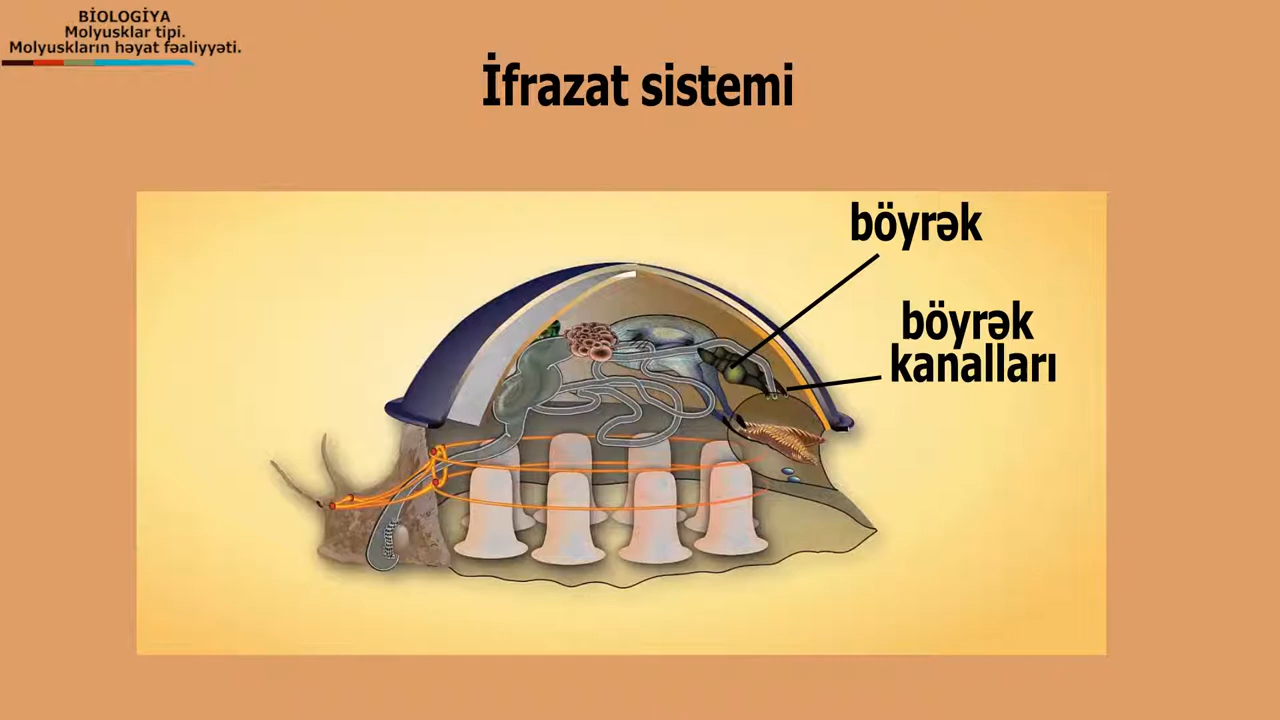 BİOLOGİYA
Molyusklar tipi.
Molyuskların həyat fəaliyyəti.
İfrazat sistemi
böyrək
böyrək
kanalları